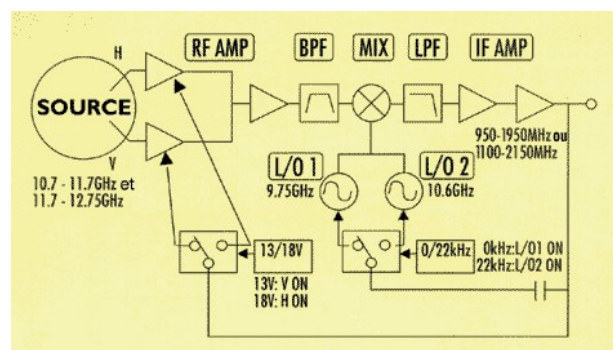 RF AMP
BPF
MIX
LPF
IF AMP
H
SOURCE
V
10.7 - 11.7GHz et
11.7 - 12.75GHz
950-1950MHz ou
1100-2150MHz
L/O 1
9.75GHz
L/O 2
10.6GHz
13/18V
13V: V ON
18V: H ON
0/22kHz
0kHz:L/O1 ON
22kHz:L/O2 ON